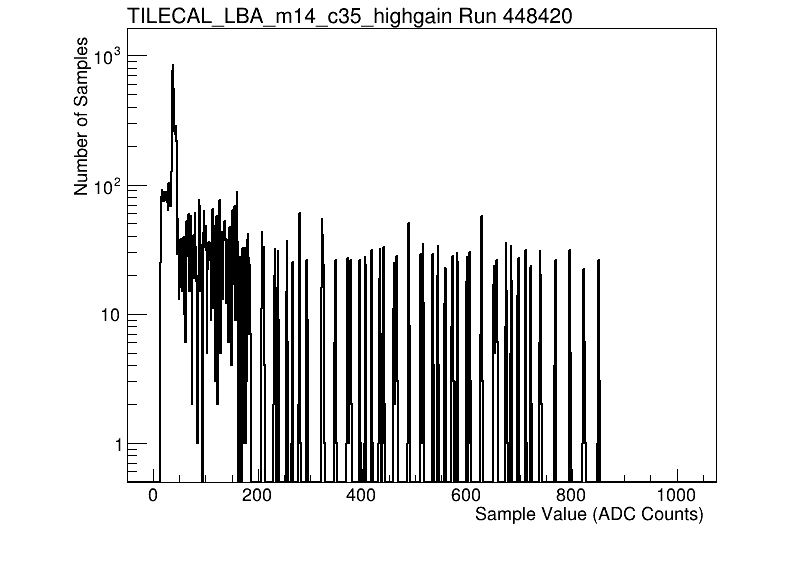 TILECAL_LBA_m14_c35_highgain Run 448420
Number of Samples
10³
10²
10
1
0 200 400 600 800 1000
Sample Value (ADC Counts)